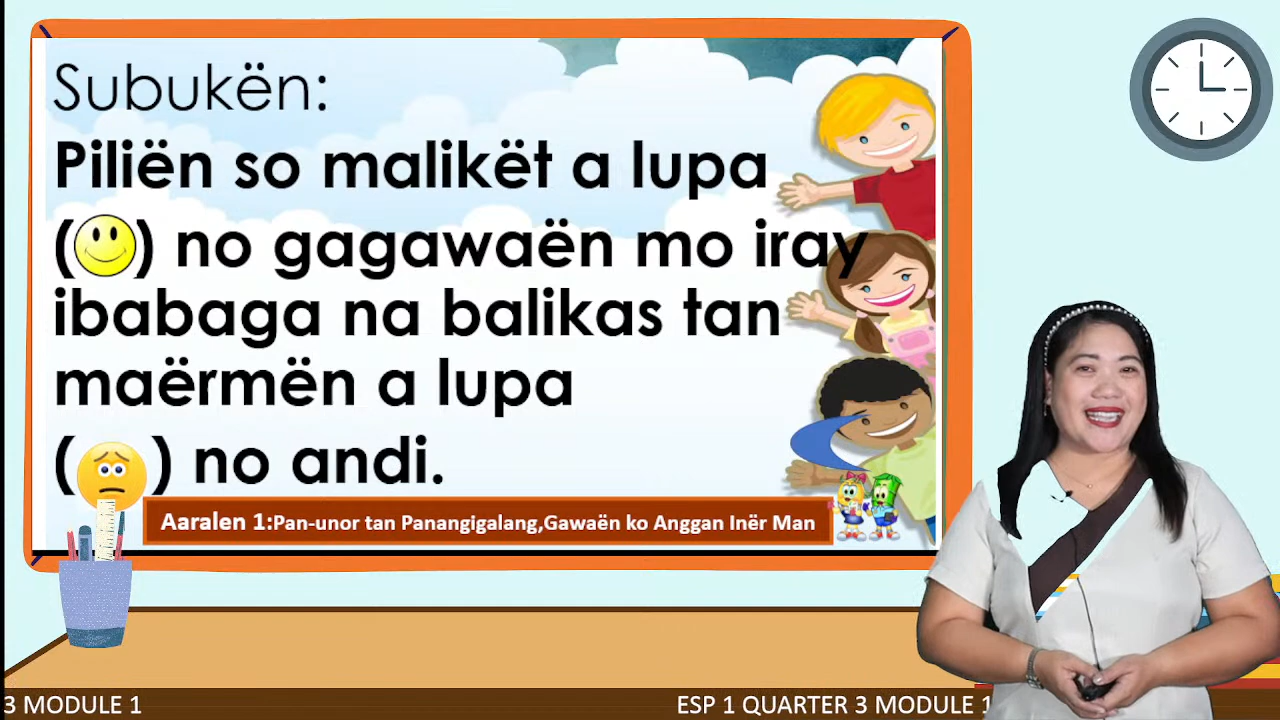 Subukën:
Piliën so malikët a lupa
( ) no gagawaën mo iray
ibabaga na balikas tan
maërmën a lupa
( ) no andi.
Aaralen 1:Pan-unor tan Panangigalang,Gawaën ko Anggan Inër Man
3 MODULE 1
ESP 1 QUARTER 3 MODULE 1